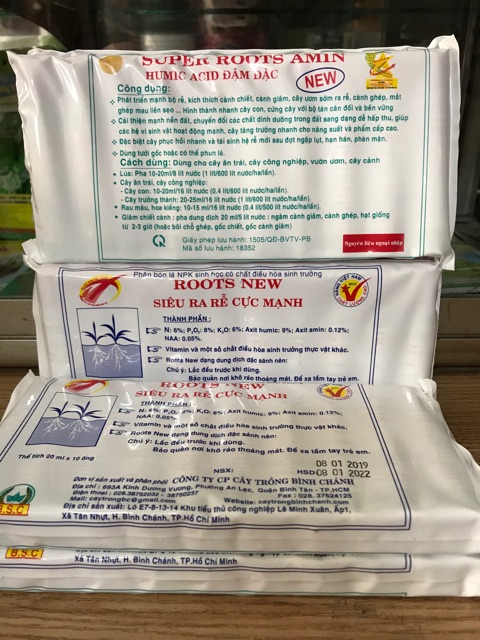 SUPER ROOTS AMIN
HUMIC ACID ĐẬM ĐẶC
NEW
Công dụng:
Phát triển mạnh bộ rễ, kích thích cành chiết, cành giâm, cây ươm sớm ra rễ, cành ghép, mắt
ghép mau liền sẹo ... Hình thành nhánh cây, cứng cây với bộ tán cân đối và bền vững
Cải thiện mạnh nền đất, chuyển đổi các chất dinh dưỡng trong đất sang dạng dễ hấp thu, giúp
các hệ vi sinh vật hoạt động mạnh, cây tăng trưởng nhanh cho năng suất và phẩm cấp cao.
Đặc biệt cây phục hồi nhanh và tái sinh hệ rễ mới sau đợt ngập lụt, hạn hán, phèn mặn.
Dùng tưới gốc hoặc có thể phun lá.
Cách dùng: Dùng cho cây ăn trái, cây công nghiệp, vườn ươm, cây cảnh
Lúa: Pha 10-20ml/8 lít nước (1 lít/600 lít nước/ha/lần).
Cây ăn trái, cây công nghiệp:
- Cây con: 10-20ml/16 lít nước (0.4 lít/600 lít nước/ha/lần).
- Cây trưởng thành: 20-25ml/16 lít nước (1 lít/600 lít nước/ha/lần).
Rau màu, hoa kiểng: 10-15 ml/16 lít nước (0.4 lít/500 lít nước/ha/lần).
Giâm chiết cành : pha dung dịch 20 ml/5 lít nước : ngâm cành giâm, cành ghép, hạt giống
từ 2-3 giờ (hoặc bôi chỗ ghép, gốc chiết, gốc cành giâm)
Giấy phép lưu hành: 1505/QĐ-BVTV-PB
Mã số lưu hành: 18352
Nguyên liệu ngoại nhập
Phân bón lá NPK sinh học có chất điều hòa sinh trưởng
ROOTS NEW
SIÊU RA RỄ CỰC MẠNH
THÀNH PHẦN :
N: 6%; P₂O₅: 8%; K₂O: 6%; Axit humic: 9%; Axit amin: 0.12%;
NAA: 0.05%.
Vitamin và một số chất điều hòa sinh trưởng thực vật khác.
Roots New dạng dung dịch đặc sánh nên:
Chú ý: Lắc đều trước khi dùng.
Bảo quản nơi khô ráo thoáng mát. Để xa tầm tay trẻ em.
ROOTS NEW
SIÊU RA RỄ CỰC MẠNH
THÀNH PHẦN :
N: 6%; P₂O₅: 8%; K₂O: 6%; Axit humic: 9%; Axit amin: 0.12%;
NAA: 0.05%.
Vitamin và một số chất điều hòa sinh trưởng thực vật khác.
Roots New dạng dung dịch đặc sánh nên:
Chú ý: Lắc đều trước khi dùng.
Bảo quản nơi khô ráo thoáng mát. Để xa tầm tay trẻ em.
Thể tích 20 ml x 10 ống
NSX: 08 01 2019
HSD: 08 01 2022
Đơn vị sản xuất và phân phối CÔNG TY CP CÂY TRỒNG BÌNH CHÁNH
Địa chỉ : 593A Kinh Dương Vương, Phường An Lạc, Quận Bình Tân - TP.HCM
Điện thoại : 028.38752032 - 38750237 Fax : 028. 37524125
Mail: caytrongbc@gmail.com Website: caytrongbinhchanh.com
Địa chỉ sản xuất: Lô E7-8-13-14 Khu tiểu thủ công nghiệp Lê Minh Xuân, Ấp1,
Xã Tân Nhựt, H. Bình Chánh, TP.Hồ Chí Minh
B.S.C
B.S.C
Xã Tân Nhựt, H. Bình Chánh, TP.Hồ Chí Minh